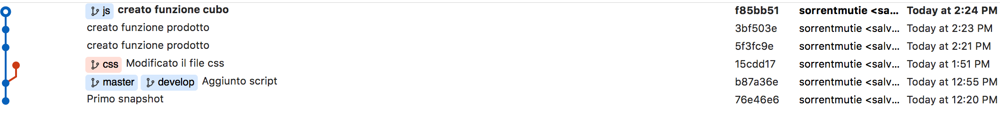 js creato funzione cubo f85bb51 sorrentmutie <sa... Today at 2:24 PM
creato funzione prodotto 3bf503e sorrentmutie <salv... Today at 2:23 PM
creato funzione prodotto 5f3fc9e sorrentmutie <salv... Today at 2:21 PM
css Modificato il file css 15cdd17 sorrentmutie <salv... Today at 1:51 PM
master develop Aggiunto script b87a36e sorrentmutie <salv... Today at 12:55 PM
Primo snapshot 76e46e6 sorrentmutie <salv... Today at 12:20 PM